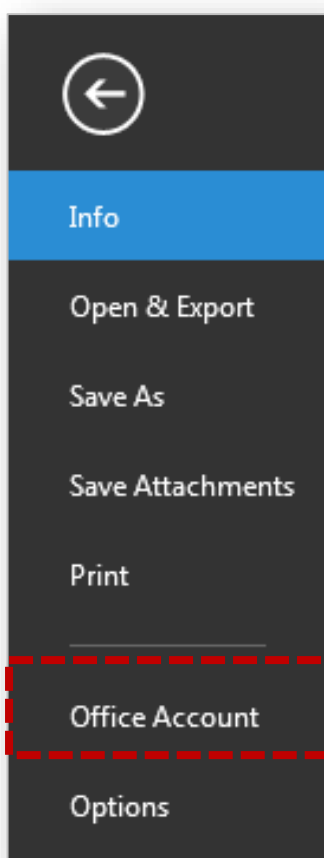 Info
Open & Export
Save As
Save Attachments
Print
Office Account
Options